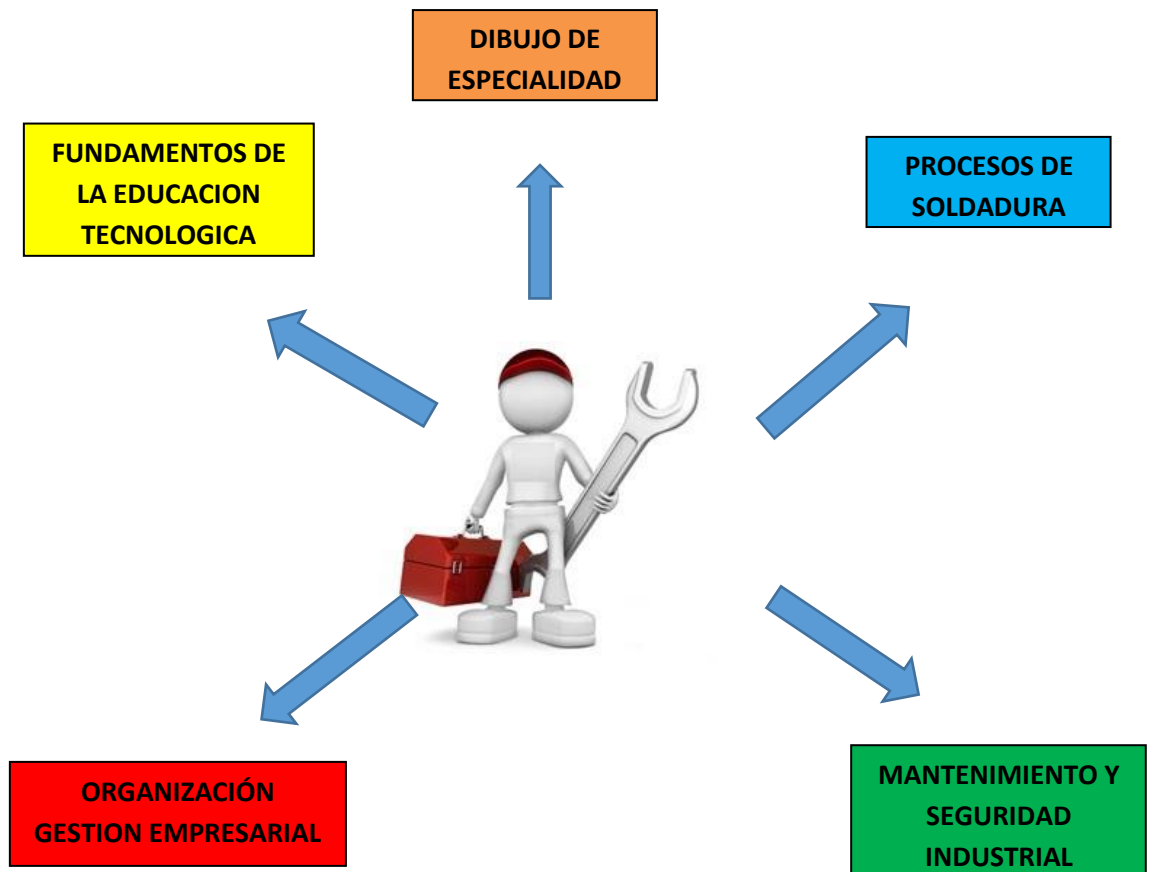 DIBUJO DE
ESPECIALIDAD
FUNDAMENTOS DE
LA EDUCACION
TECNOLOGICA
PROCESOS DE
SOLDADURA
ORGANIZACIÓN
GESTION EMPRESARIAL
MANTENIMIENTO Y
SEGURIDAD
INDUSTRIAL